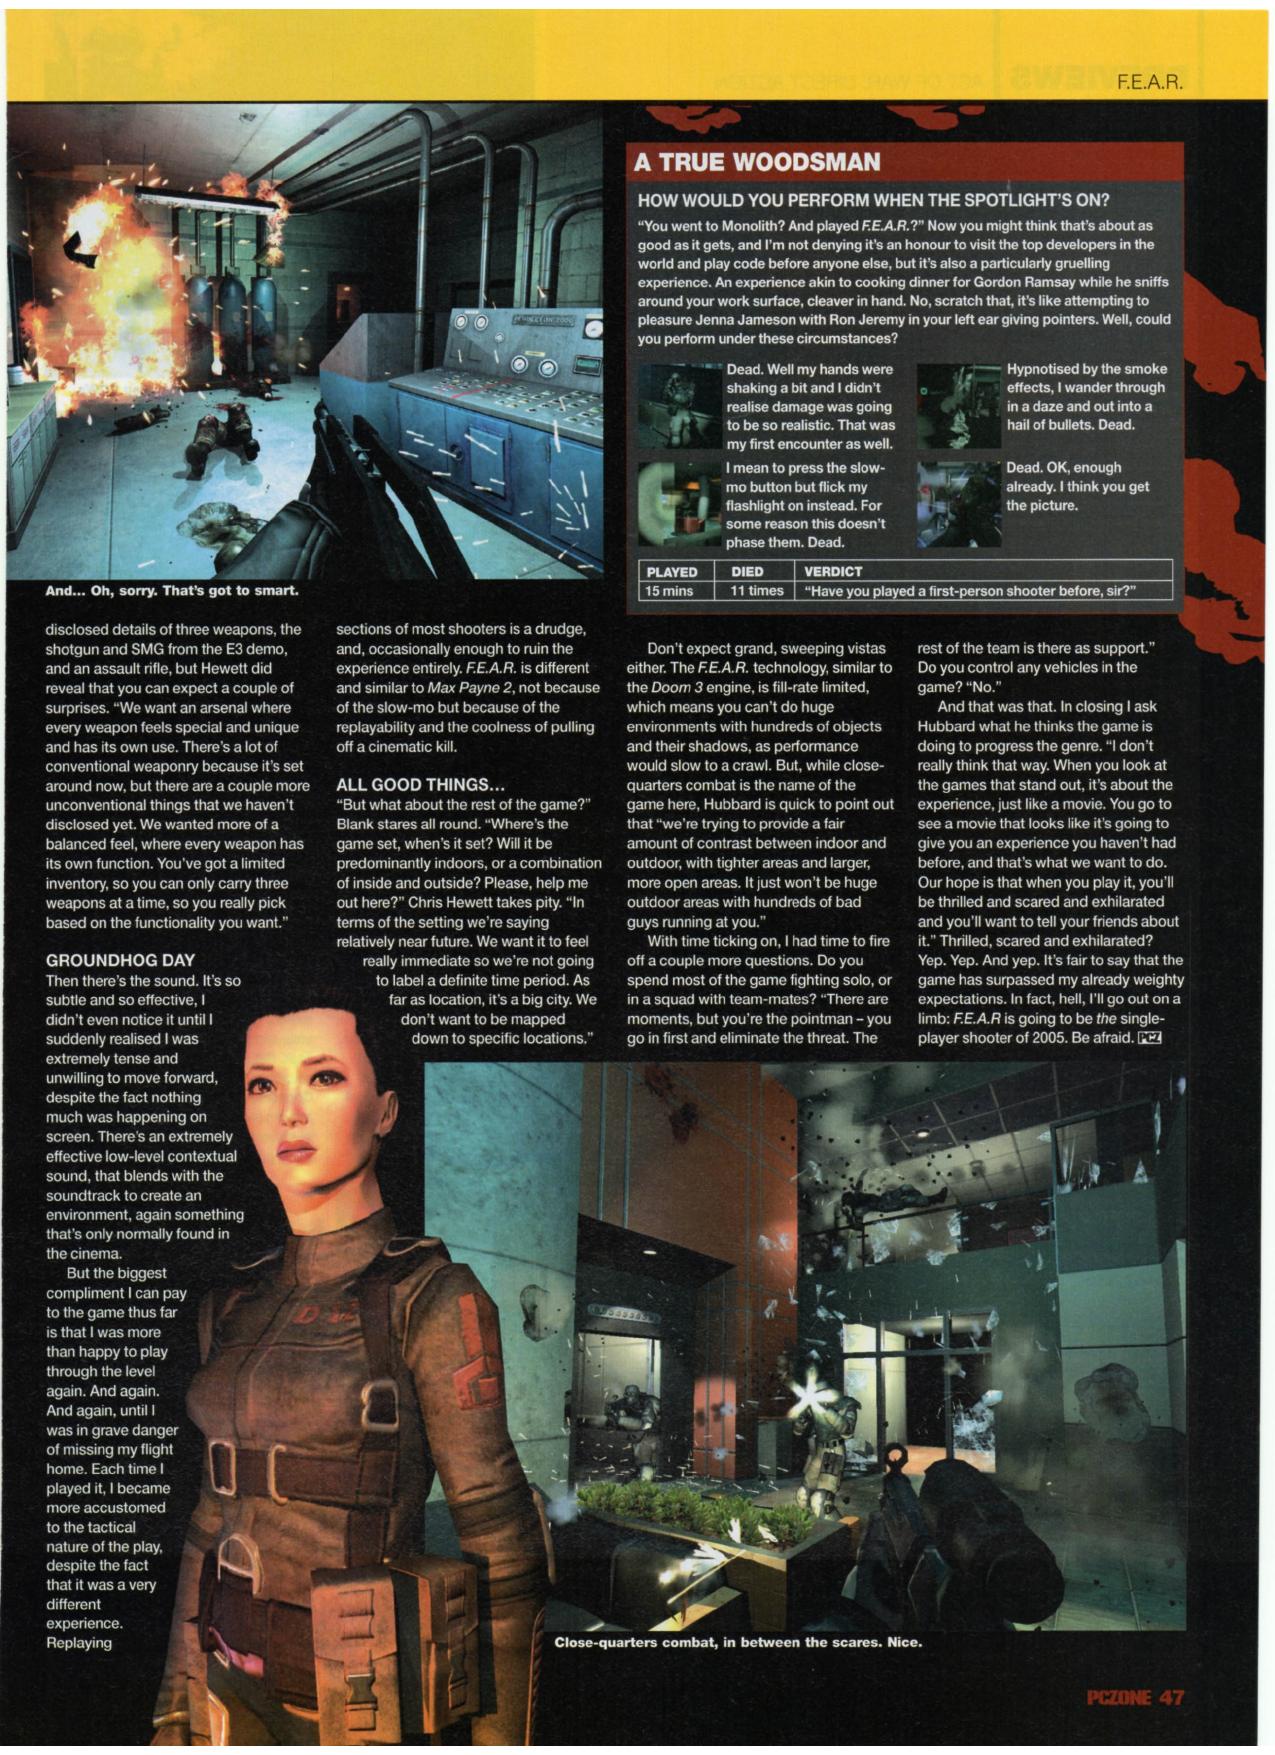 F.E.A.R.
And... Oh, sorry. That's got to smart.
A TRUE WOODSMAN
HOW WOULD YOU PERFORM WHEN THE SPOTLIGHT'S ON?
"You went to Monolith? And played F.E.A.R.?" Now you might think that's about as
good as it gets, and I'm not denying it's an honour to visit the top developers in the
world and play code before anyone else, but it's also a particularly gruelling
experience. An experience akin to cooking dinner for Gordon Ramsay while he sniffs
around your work surface, cleaver in hand. No, scratch that, it's like attempting to
pleasure Jenna Jameson with Ron Jeremy in your left ear giving pointers. Well, could
you perform under these circumstances?
Dead. Well my hands were
shaking a bit and I didn't
realise damage was going
to be so realistic. That was
my first encounter as well.
I mean to press the slow-
mo button but flick my
flashlight on instead. For
some reason this doesn't
phase them. Dead.
Hypnotised by the smoke
effects, I wander through
in a daze and out into a
hail of bullets. Dead.
Dead. OK, enough
already. I think you get
the picture.
PLAYED DIED VERDICT
15 mins 11 times "Have you played a first-person shooter before, sir?"
disclosed details of three weapons, the
shotgun and SMG from the E3 demo,
and an assault rifle, but Hewett did
reveal that you can expect a couple of
surprises. "We want an arsenal where
every weapon feels special and unique
and has its own use. There's a lot of
conventional weaponry because it's set
around now, but there are a couple more
unconventional things that we haven't
disclosed yet. We wanted more of a
balanced feel, where every weapon has
its own function. You've got a limited
inventory, so you can only carry three
weapons at a time, so you really pick
based on the functionality you want."
GROUNDHOG DAY
Then there's the sound. It's so
subtle and so effective, I
didn't even notice it until I
suddenly realised I was
extremely tense and
unwilling to move forward,
despite the fact nothing
much was happening on
screen. There's an extremely
effective low-level contextual
sound, that blends with the
soundtrack to create an
environment, again something
that's only normally found in
the cinema.
But the biggest
compliment I can pay
to the game thus far
is that I was more
than happy to play
through the level
again. And again.
And again, until I
was in grave danger
of missing my flight
home. Each time I
played it, I became
more accustomed
to the tactical
nature of the play,
despite the fact
that it was a very
different
experience.
Replaying
sections of most shooters is a drudge,
and, occasionally enough to ruin the
experience entirely. F.E.A.R. is different
and similar to Max Payne 2, not because
of the slow-mo but because of the
replayability and the coolness of pulling
off a cinematic kill.
ALL GOOD THINGS...
"But what about the rest of the game?"
Blank stares all round. "Where's the
game set, when's it set? Will it be
predominantly indoors, or a combination
of inside and outside? Please, help me
out here?" Chris Hewett takes pity. "In
terms of the setting we're saying
relatively near future. We want it to feel
really immediate so we're not going
to label a definite time period. As
far as location, it's a big city. We
don't want to be mapped
down to specific locations."
Don't expect grand, sweeping vistas
either. The F.E.A.R. technology, similar to
the Doom 3 engine, is fill-rate limited,
which means you can't do huge
environments with hundreds of objects
and their shadows, as performance
would slow to a crawl. But, while close-
quarters combat is the name of the
game here, Hubbard is quick to point out
that "we're trying to provide a fair
amount of contrast between indoor and
outdoor, with tighter areas and larger,
more open areas. It just won't be huge
outdoor areas with hundreds of bad
guys running at you."
With time ticking on, I had time to fire
off a couple more questions. Do you
spend most of the game fighting solo, or
in a squad with team-mates? "There are
moments, but you're the pointman – you
go in first and eliminate the threat. The
rest of the team is there as support."
Do you control any vehicles in the
game? "No."
And that was that. In closing I ask
Hubbard what he thinks the game is
doing to progress the genre. "I don't
really think that way. When you look at
the games that stand out, it's about the
experience, just like a movie. You go to
see a movie that looks like it's going to
give you an experience you haven't had
before, and that's what we want to do.
Our hope is that when you play it, you'll
be thrilled and scared and exhilarated
and you'll want to tell your friends about
it." Thrilled, scared and exhilarated?
Yep. Yep. And yep. It's fair to say that the
game has surpassed my already weighty
expectations. In fact, hell, I'll go out on a
limb: F.E.A.R is going to be the single-
player shooter of 2005. Be afraid. PCZ
Close-quarters combat, in between the scares. Nice.
PCZONE 47